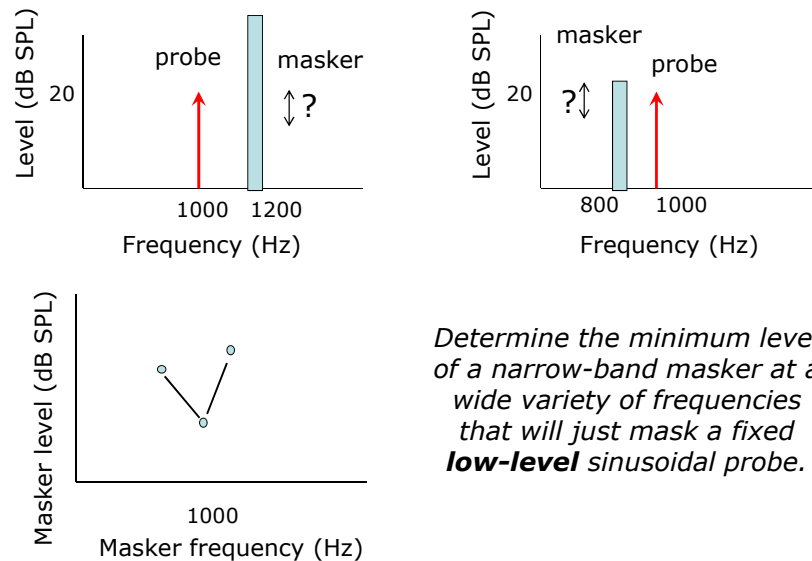 Level (dB SPL)
20
probe
masker
?
1000 1200
Frequency (Hz)
Level (dB SPL)
20
masker
probe
?
800 1000
Frequency (Hz)
Masker level (dB SPL)
1000
Masker frequency (Hz)
Determine the minimum leve
of a narrow-band masker at a
wide variety of frequencies
that will just mask a fixed
low-level sinusoidal probe.